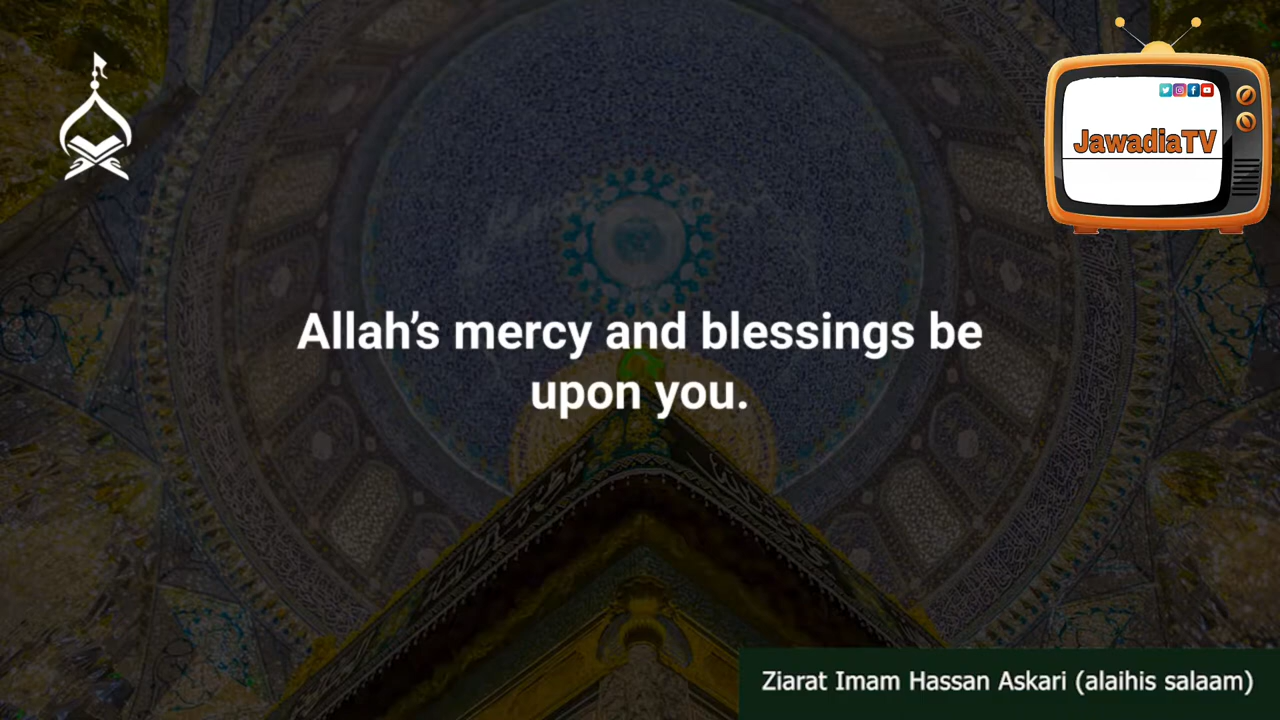 JawadiaTV
Allah’s mercy and blessings be
upon you.
Ziarat Imam Hassan Askari (alaihis salaam)